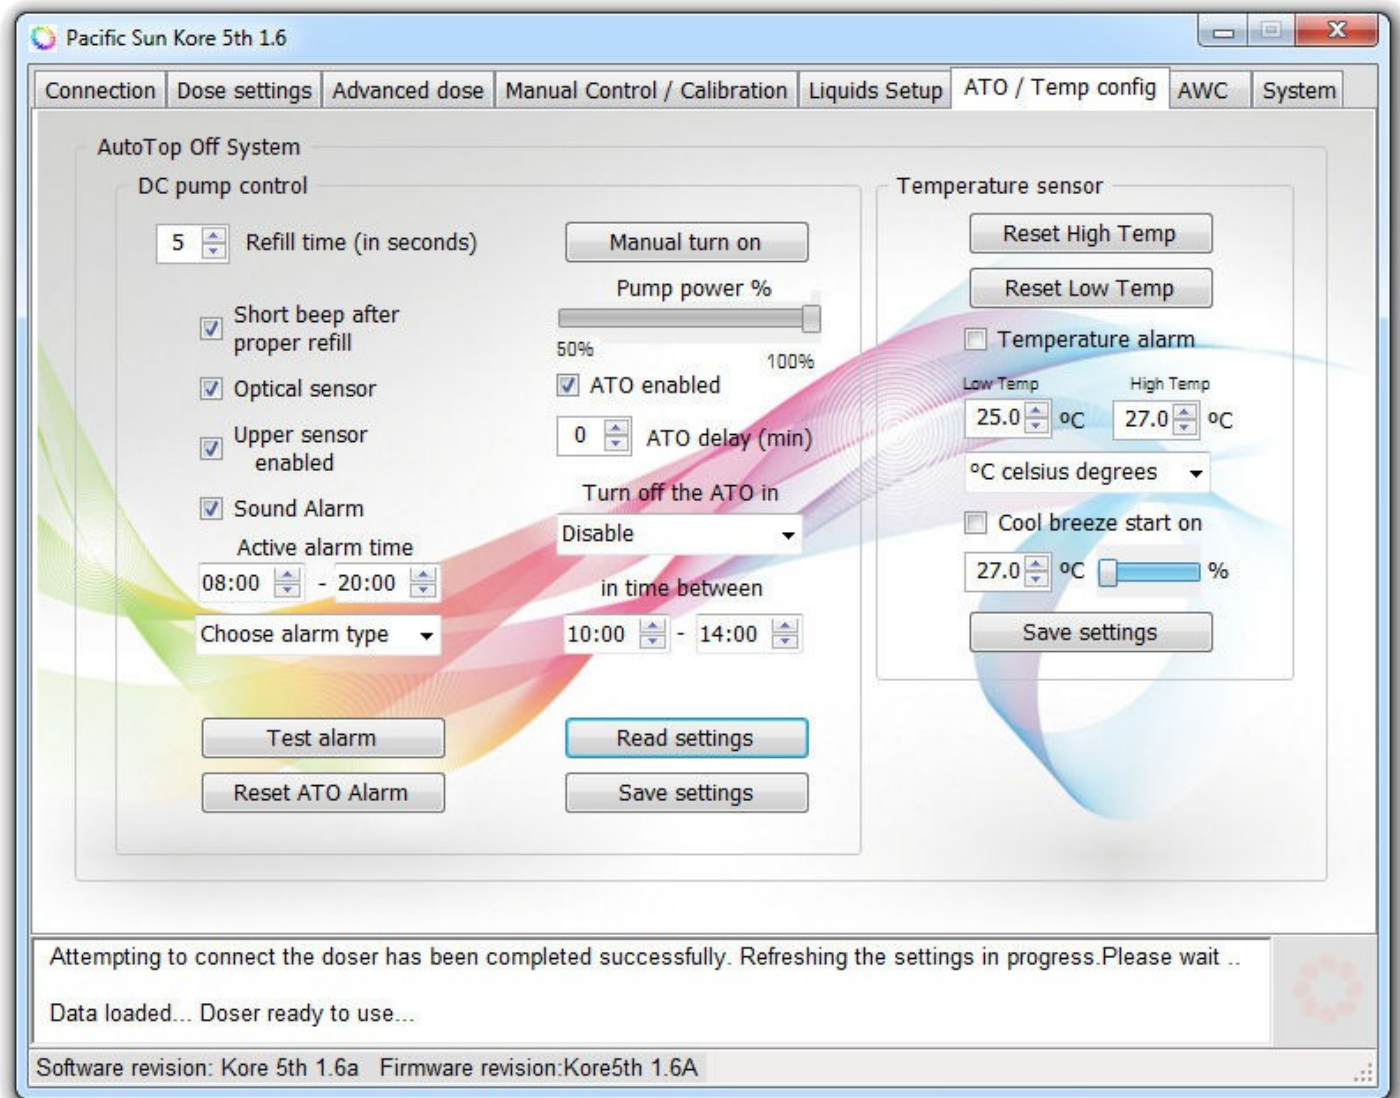 Pacific Sun Kore 5th 1.6
Connection
Dose settings
Advanced dose
Manual Control / Calibration
Liquids Setup
ATO / Temp config
AWC
System
AutoTop Off System
DC pump control
5 Refill time (in seconds)
Short beep after
proper refill
Optical sensor
Upper sensor
enabled
Sound Alarm
Active alarm time
08:00 - 20:00
Choose alarm type
Test alarm
Reset ATO Alarm
Manual turn on
Pump power %
50%
100%
ATO enabled
0 ATO delay (min)
Turn off the ATO in
Disable
in time between
10:00 - 14:00
Read settings
Save settings
Temperature sensor
Reset High Temp
Reset Low Temp
Temperature alarm
Low Temp High Temp
25.0 ºC 27.0 ºC
ºC celsius degrees
Cool breeze start on
27.0 ºC %
Save settings
Attempting to connect the doser has been completed successfully. Refreshing the settings in progress.Please wait ..
Data loaded... Doser ready to use...
Software revision: Kore 5th 1.6a Firmware revision:Kore5th 1.6A